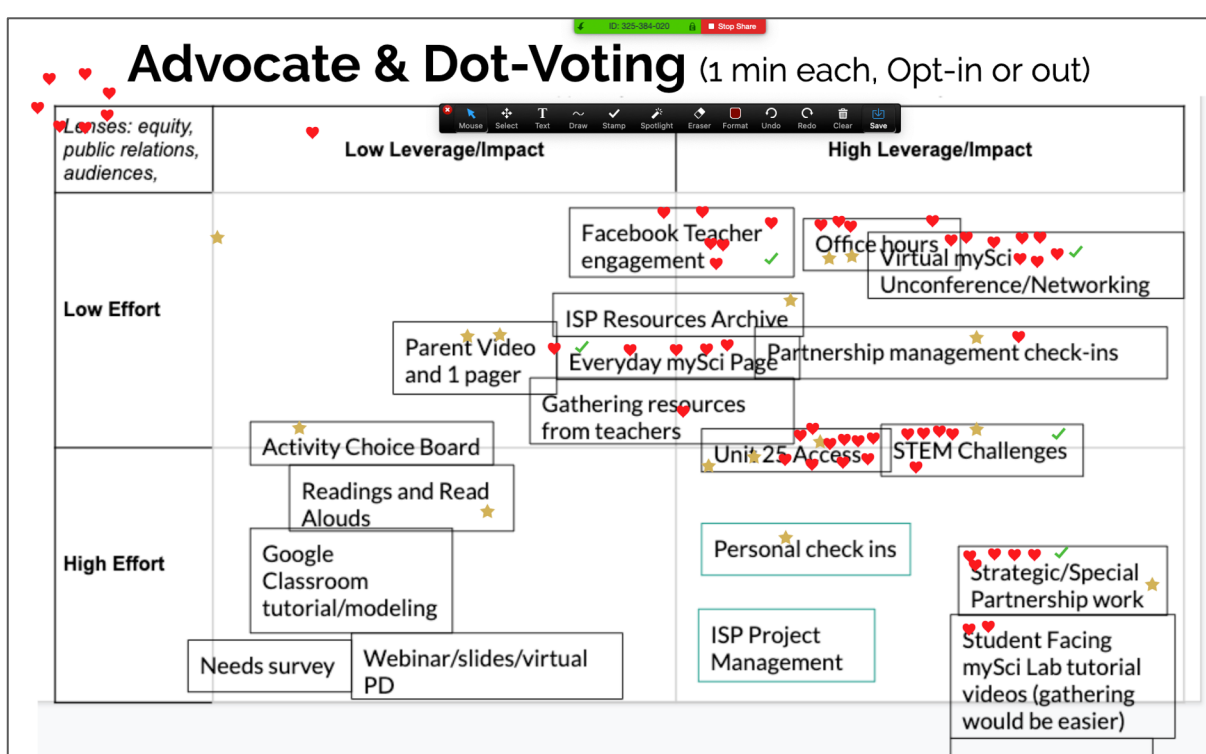 ID: 325-384-020
Stop Share
Advocate & Dot-Voting (1 min each, Opt-in or out)
Mouse
Select
Text
Draw
Stamp
Spotlight
Eraser
Format
Undo
Redo
Clear
Save
Lenses: equity,
public relations,
audiences,
Low Leverage/Impact
High Leverage/Impact
Low Effort
Facebook Teacher
engagement
Office hours
Virtual mySci
Unconference/Networking
ISP Resources Archive
Parent Video
and 1 pager
Everyday mySci Page
Partnership management check-ins
Gathering resources
from teachers
Activity Choice Board
Unit 25 Access
STEM Challenges
High Effort
Readings and Read
Alouds
Google
Classroom
tutorial/modeling
Personal check ins
Strategic/Special
Partnership work
ISP Project
Management
Student Facing
mySci Lab tutorial
videos (gathering
would be easier)
Needs survey
Webinar/slides/virtual
PD